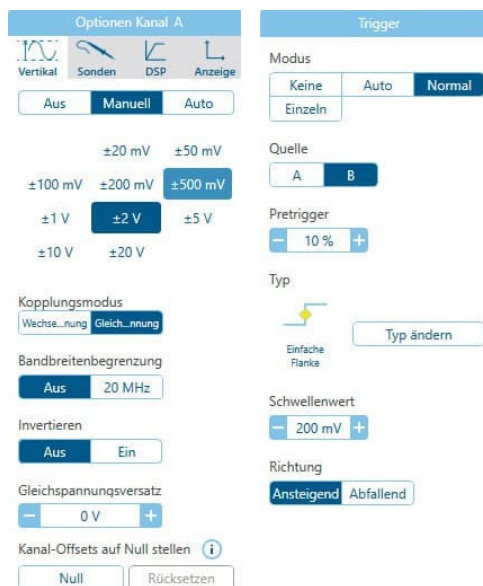 Optionen Kanal A
Vertikal Sonden DSP Anzeige
Aus Manuell Auto
±20 mV ±50 mV
±100 mV ±200 mV ±500 mV
±1 V ±2 V ±5 V
±10 V ±20 V
Kopplungsmodus
Wechse...nung Gleich...nnung
Bandbreitenbegrenzung
Aus 20 MHz
Invertieren
Aus Ein
Gleichspannungsversatz
− 0 V +
Kanal-Offsets auf Null stellen i
Null Rücksetzen
Trigger
Modus
Keine Auto Normal
Einzeln
Quelle
A B
Pretrigger
− 10 % +
Typ
Einfache
Flanke
Typ ändern
Schwellenwert
− 200 mV +
Richtung
Ansteigend Abfallend